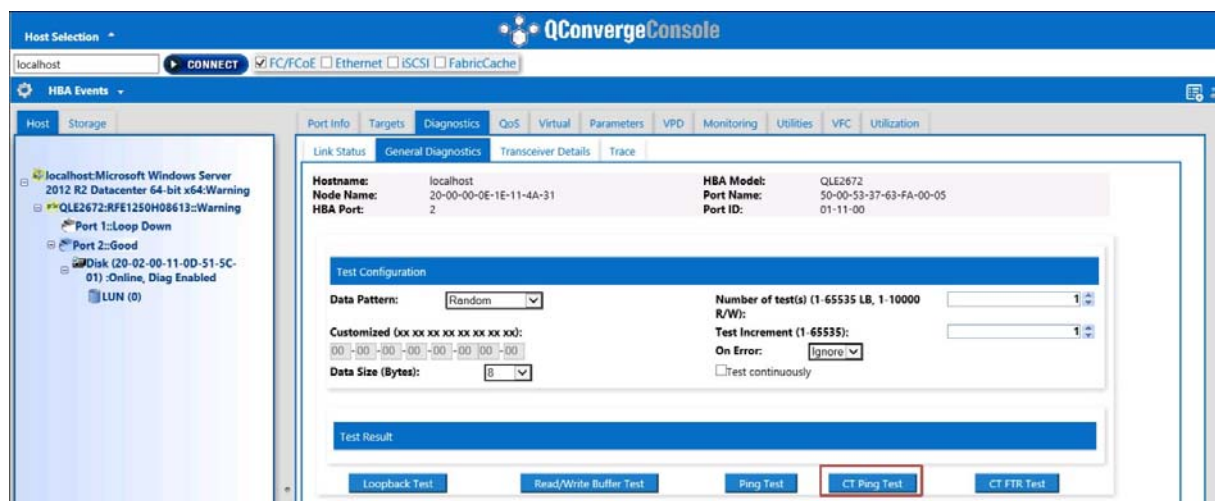 QConvergeConsole
Host Selection
localhost
CONNECT
FC/FCoE Ethernet iSCSI FabricCache
HBA Events
Host Storage
localhost:Microsoft Windows Server
2012 R2 Datacenter 64-bit x64:Warning
QLE2672:RFE1250H08613::Warning
Port 1::Loop Down
Port 2::Good
Disk (20-02-00-11-0D-51-5C-
01) :Online, Diag Enabled
LUN (0)
Port Info Targets Diagnostics QoS Virtual Parameters VPD Monitoring Utilities VFC Utilization
Link Status General Diagnostics Transceiver Details Trace
Hostname: localhost HBA Model: QLE2672
Node Name: 20-00-00-0E-1E-11-4A-31 Port Name: 50-00-53-37-63-FA-00-05
HBA Port: 2 Port ID: 01-11-00
Test Configuration
Data Pattern: Random Number of test(s) (1-65535 LB, 1-10000
R/W): 1
Customized (xx xx xx xx xx xx xx xx): Test Increment (1-65535): 1
00 -00 -00 -00 -00 -00 00 -00 On Error: Ignore
Data Size (Bytes): 8 Test continuously
Test Result
Loopback Test Read/Write Buffer Test Ping Test CT Ping Test CT FTR Test